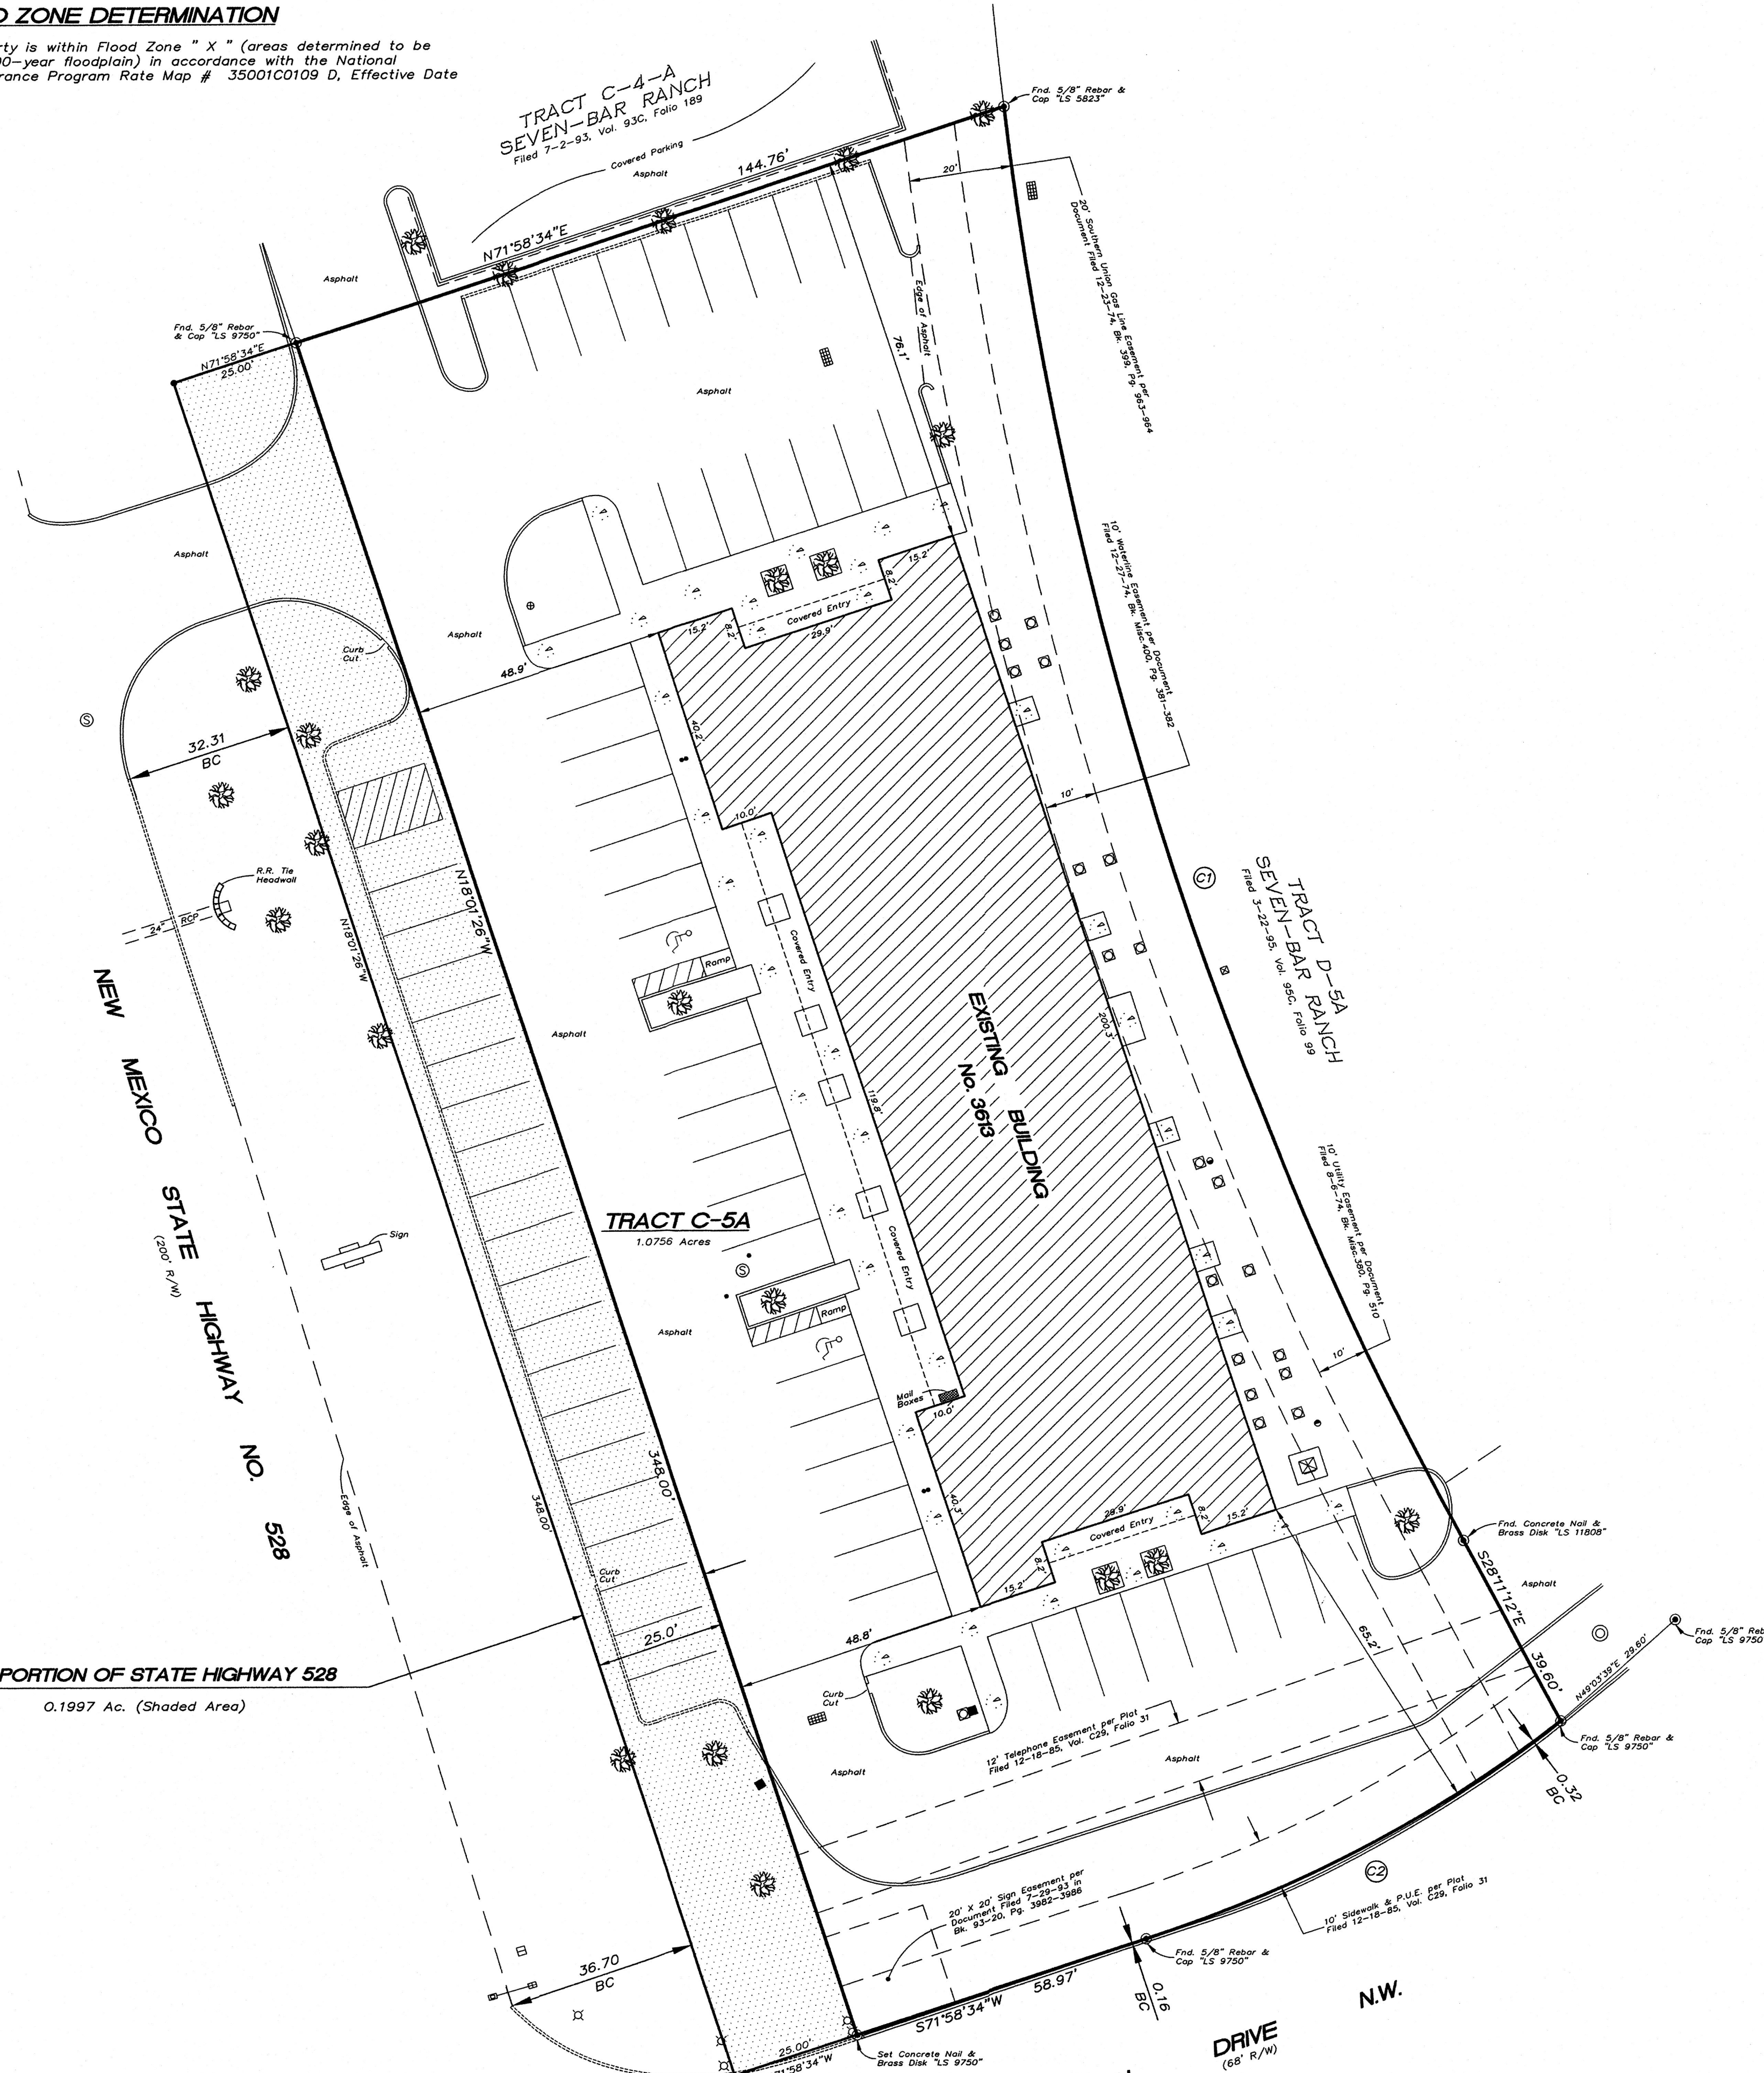 ZONE DETERMINATION
is within Flood Zone " X " (areas determined to be
floodplain) in accordance with the National
Program Rate Map # 35001C0109 D, Effective Date
TRACT C-4-A
SEVEN-BAR RANCH
Filed 7-2-93, Vol. 93C, Folio 189
Covered Parking
Asphalt
144.76'
N71°58'34"E
Fnd. 5/8" Rebar &
Cap "LS 5823"
20'
20' Southern Union Gas Line Easement per
Document Filed 12-23-74, Bk. 399, Pg. 963-964
Asphalt
Fnd. 5/8" Rebar
& Cap "LS 9750"
N71°58'34"E
25.00'
Edge of Asphalt
76.1'
Asphalt
Asphalt
10' Waterline Easement per Document
Filed 12-27-74, Bk. Misc.400, Pg. 381-382
15.2'
8.2'
Covered Entry
29.9'
15.2'
8.2'
Asphalt
Curb
Cut
48.9'
S
32.31
BC
40.2'
10.0'
10'
R.R. Tie
Headwall
24" RCP
N18°01'26"W
N18°01'26"W
C1
TRACT D-5A
SEVEN-BAR RANCH
Filed 3-22-95, Vol. 95C, Folio 99
Ramp
Covered Entry
Asphalt
200.3'
EXISTING BUILDING
No. 3613
119.8'
NEW MEXICO STATE HIGHWAY NO. 528
(200' R/W)
Sign
TRACT C-5A
1.0756 Acres
S
Covered Entry
Ramp
Asphalt
10' Utility Easement per Document
Filed 8-6-74, Bk. Misc.380, Pg. 510
10'
Mail
Boxes
10.0'
348.00'
348.00'
Edge of Asphalt
40.3'
29.9'
Covered Entry
8.2'
15.2'
8.2'
15.2'
Fnd. Concrete Nail &
Brass Disk "LS 11808"
S28°11'12"E
39.60'
Asphalt
Curb
Cut
25.0'
48.8'
65.2'
Fnd. 5/8"
Cap "LS 9750
N49°03'39"E 29.60'
PORTION OF STATE HIGHWAY 528
0.1997 Ac. (Shaded Area)
Curb
Cut
12' Telephone Easement per Plat
Filed 12-18-85, Vol. C29, Folio 31
Asphalt
Asphalt
Fnd. 5/8" Rebar &
Cap "LS 9750"
0.32
BC
C2
10' Sidewalk & P.U.E. per Plat
Filed 12-18-85, Vol. C29, Folio 31
20' X 20' Sign Easement per
Document Filed 7-29-93 in
Bk. 93-20, Pg. 3982-3986
36.70
BC
Fnd. 5/8" Rebar &
Cap "LS 9750"
58.97'
S71°58'34"W
0.16
BC
N.W.
DRIVE
(68' R/W)
25.00'
71°58'34"W
Set Concrete Nail &
Brass Disk "LS 9750"